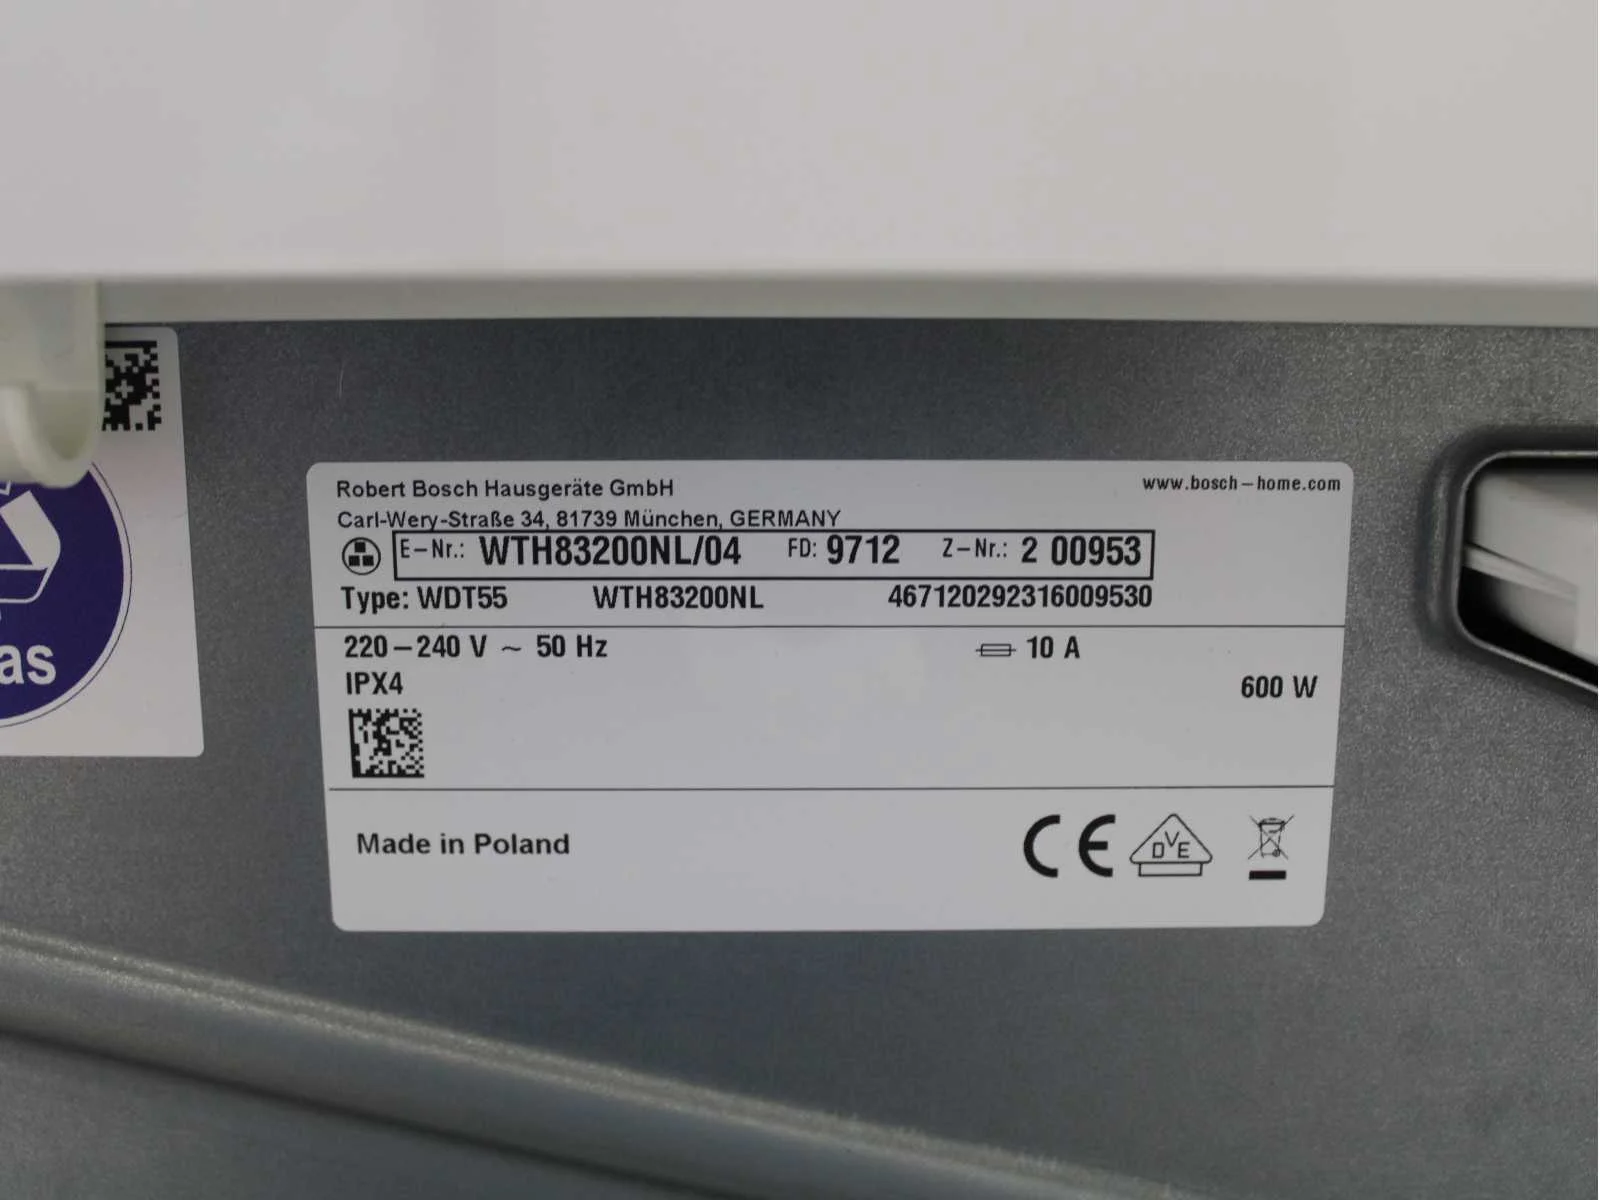 Robert Bosch Hausgeräte GmbH
www.bosch-home.com
Carl-Wery-Straße 34, 81739 München, GERMANY
E-Nr.: WTH83200NL/04 FD: 9712 Z-Nr.: 2 00953
Type: WDT55 WTH83200NL 467120292316009530
220-240 V ~ 50 Hz 10 A
IPX4
600 W
Made in Poland
CE
DVE
as